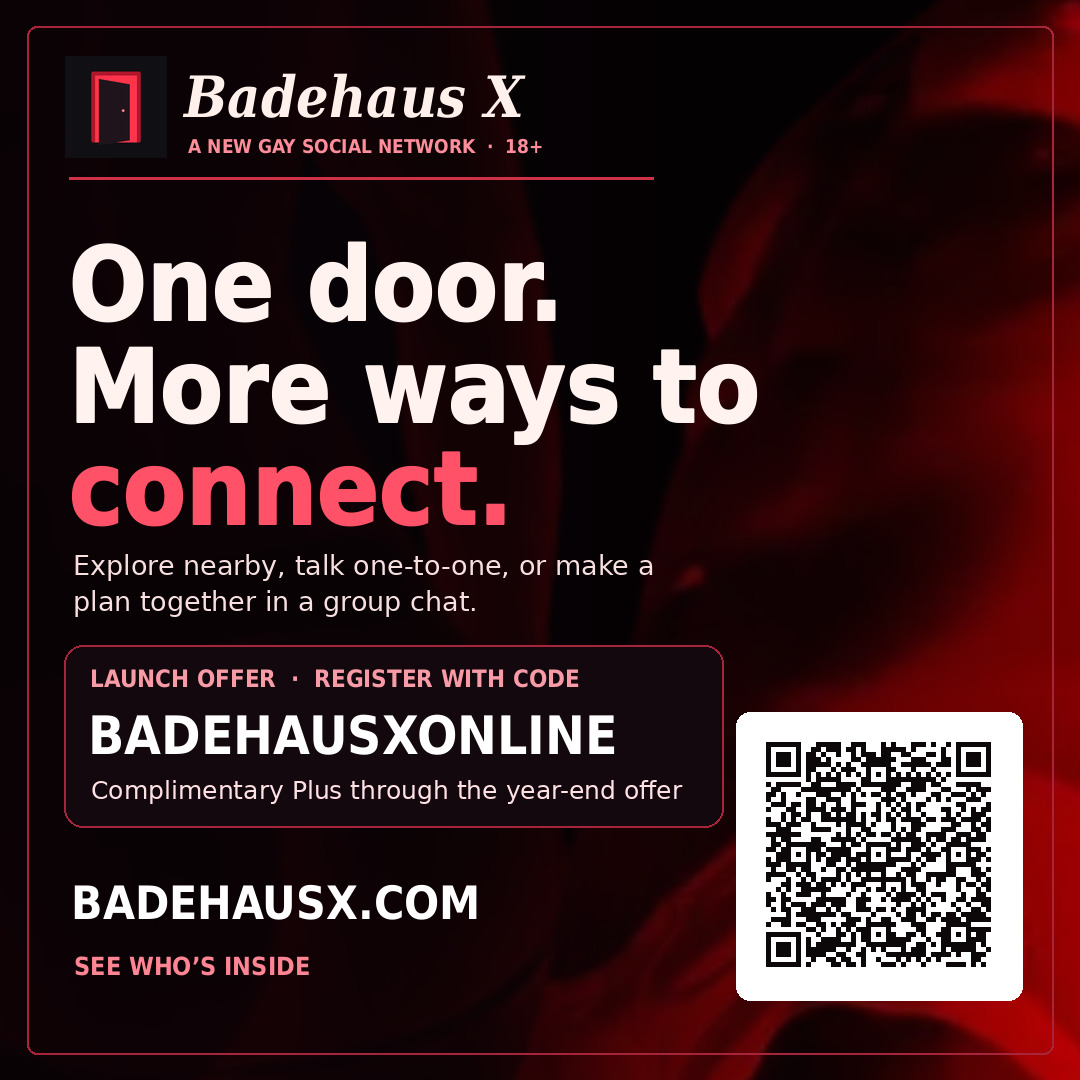 Badehaus X
A NEW GAY SOCIAL NETWORK · 18+
One door.
More ways to
connect.
Explore nearby, talk one-to-one, or make a
plan together in a group chat.
LAUNCH OFFER · REGISTER WITH CODE
BADEHAUSXONLINE
Complimentary Plus through the year-end offer
BADEHAUSX.COM
SEE WHO’S INSIDE